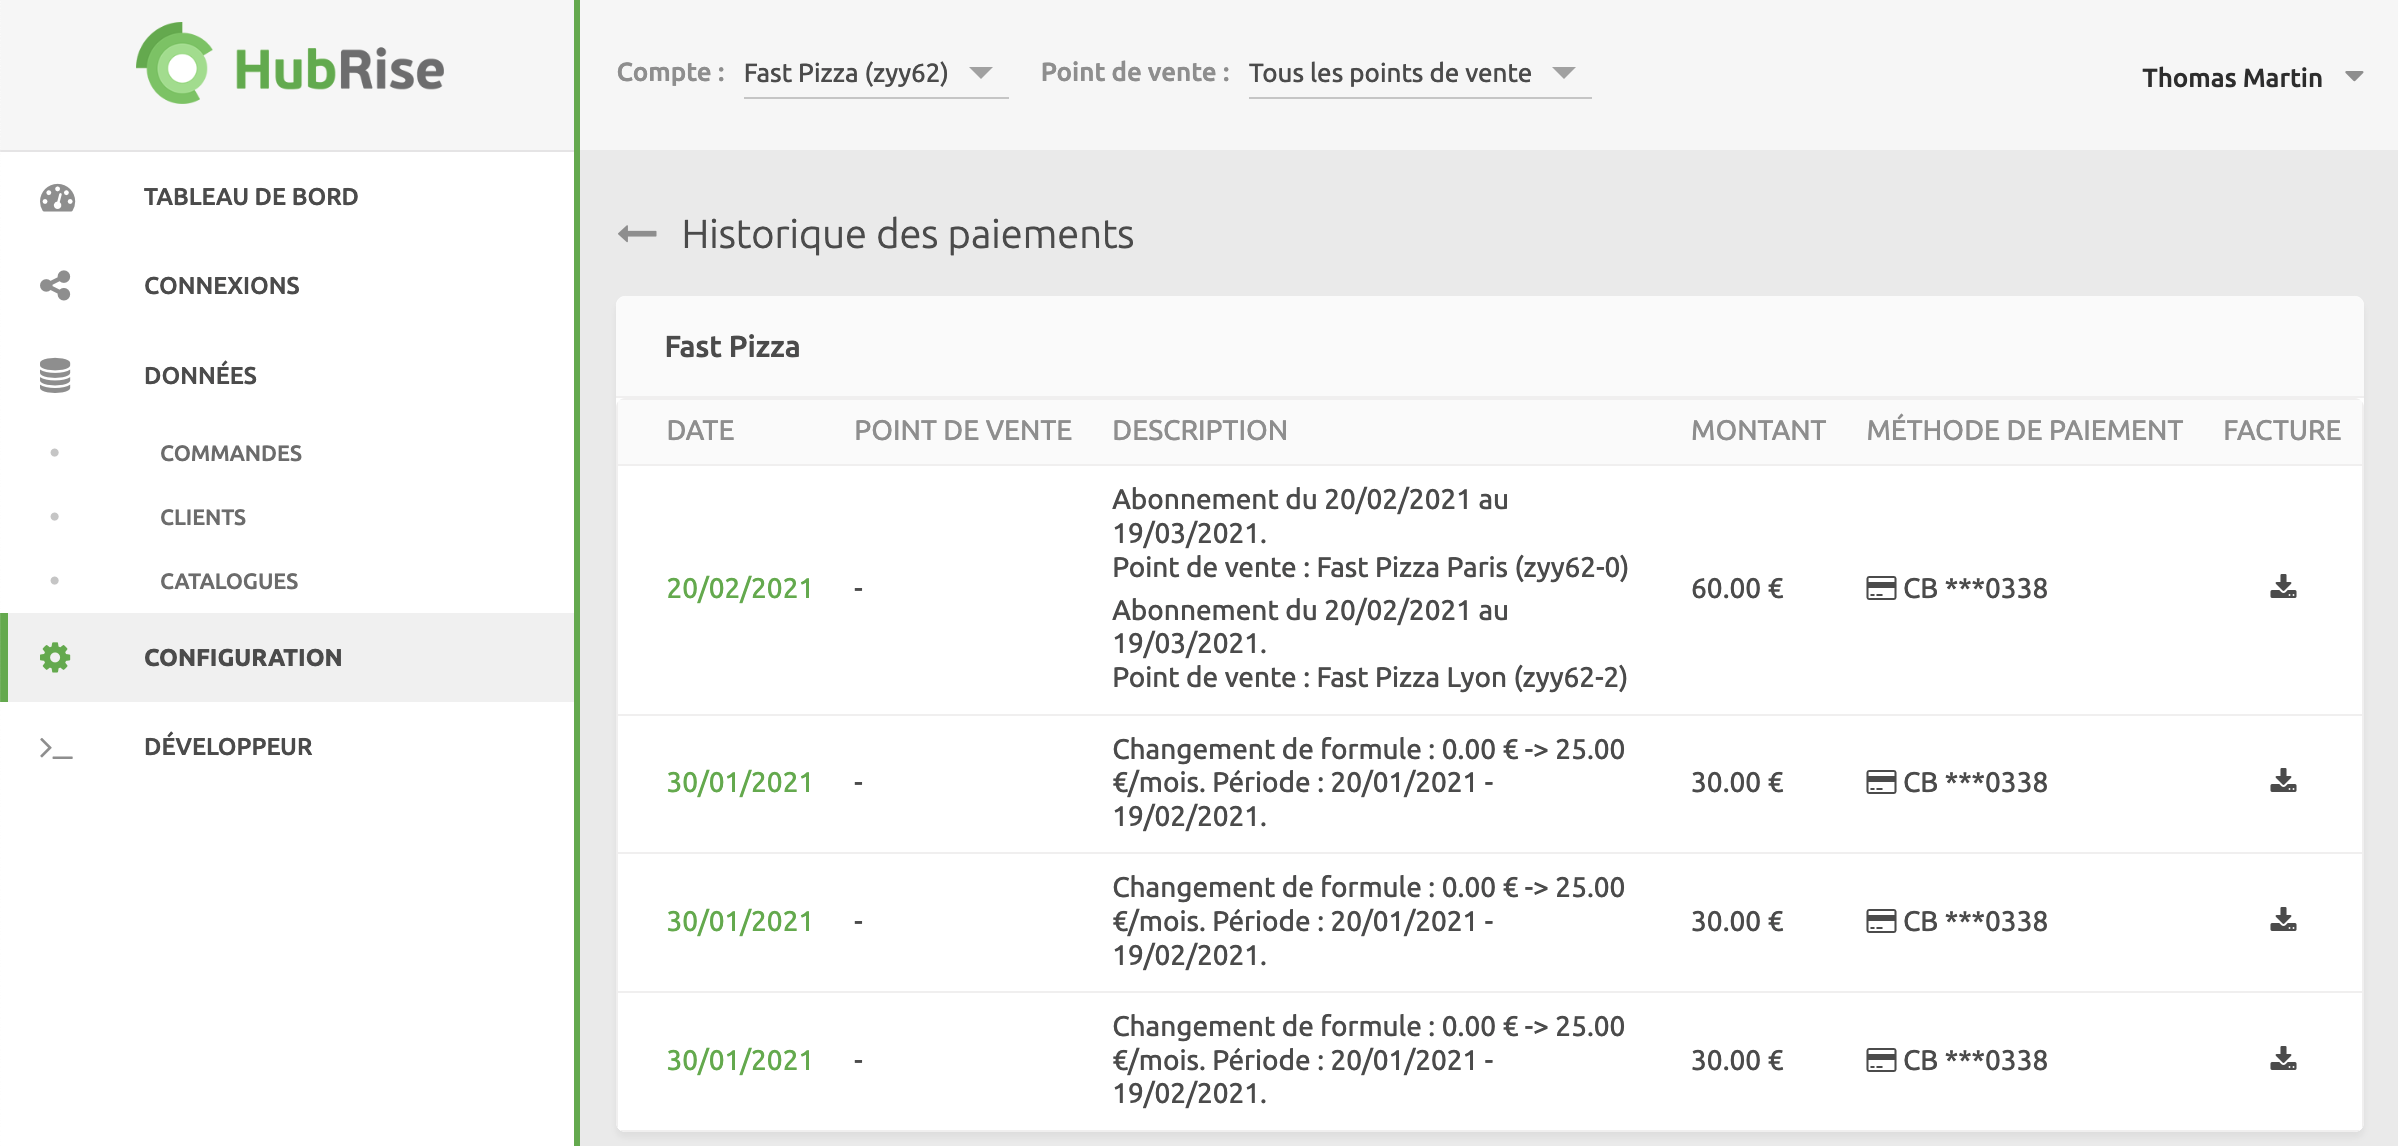 HubRise
Compte : Fast Pizza (zyy62) Point de vente : Tous les points de vente
Thomas Martin
TABLEAU DE BORD
CONNEXIONS
DONNÉES
COMMANDES
CLIENTS
CATALOGUES
CONFIGURATION
DÉVELOPPEUR
Historique des paiements
Fast Pizza
DATE POINT DE VENTE DESCRIPTION MONTANT MÉTHODE DE PAIEMENT FACTURE
Abonnement du 20/02/2021 au
19/03/2021.
Point de vente : Fast Pizza Paris (zyy62-0)
20/02/2021 - 60.00 € CB ***0338
Abonnement du 20/02/2021 au
19/03/2021.
Point de vente : Fast Pizza Lyon (zyy62-2)
Changement de formule : 0.00 € -> 25.00
30/01/2021 - €/mois. Période : 20/01/2021 - 30.00 € CB ***0338
19/02/2021.
Changement de formule : 0.00 € -> 25.00
30/01/2021 - €/mois. Période : 20/01/2021 - 30.00 € CB ***0338
19/02/2021.
Changement de formule : 0.00 € -> 25.00
30/01/2021 - €/mois. Période : 20/01/2021 - 30.00 € CB ***0338
19/02/2021.